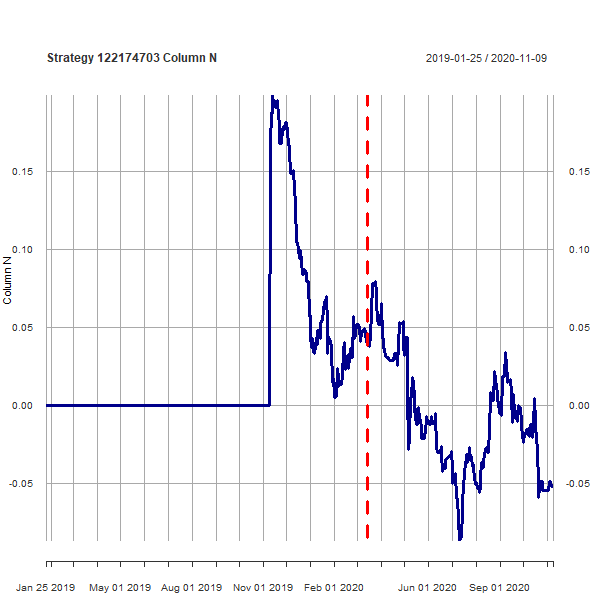 Strategy 122174703 Column N
2019-01-25 / 2020-11-09
0.15 0.15
0.10 0.10
Column N
0.05 0.05
0.00 0.00
-0.05 -0.05
Jan 25 2019 May 01 2019 Aug 01 2019 Nov 01 2019 Feb 01 2020 Jun 01 2020 Sep 01 2020